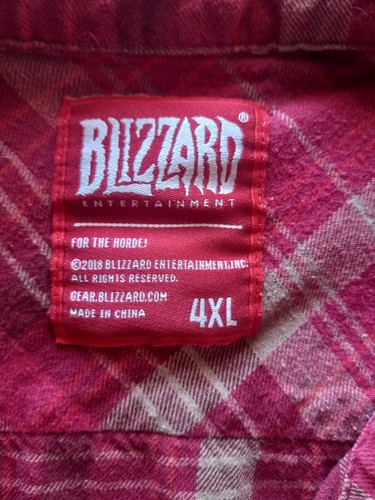 BLIZZARD®
ENTERTAINMENT
FOR THE HORDE!
©2018 BLIZZARD ENTERTAINMENT, INC.
ALL RIGHTS RESERVED.
GEAR.BLIZZARD.COM
MADE IN CHINA
4XL